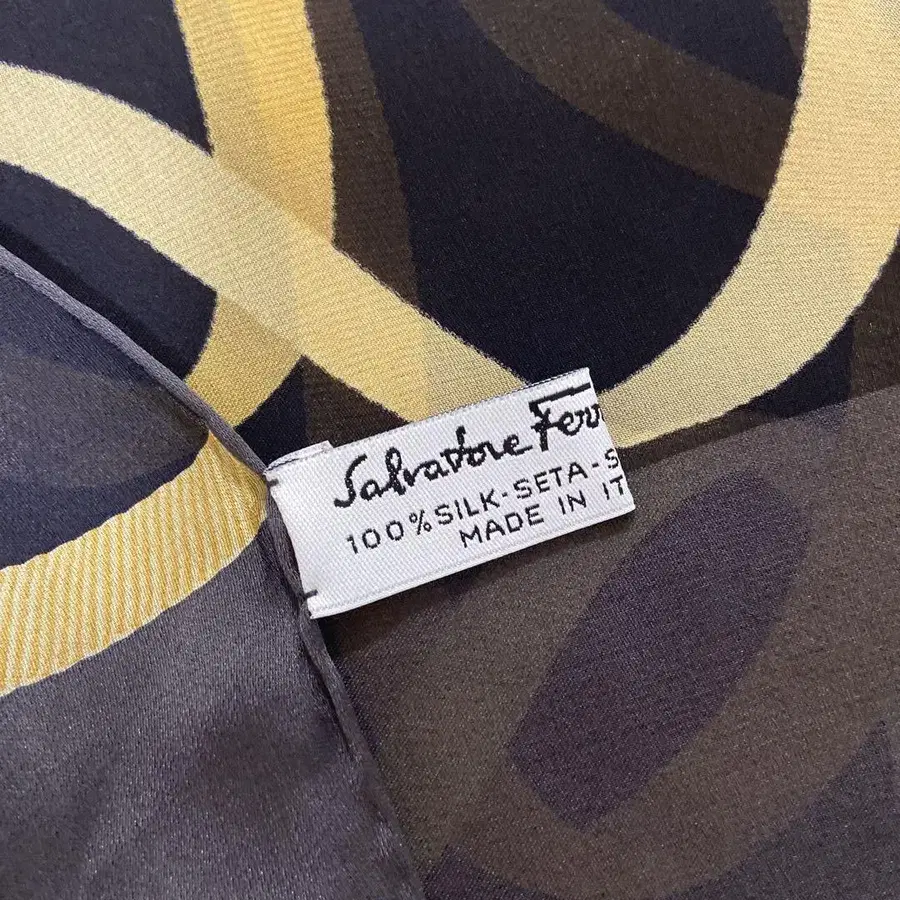 Salvatore Ferr
100% SILK-SETA-S
MADE IN IT